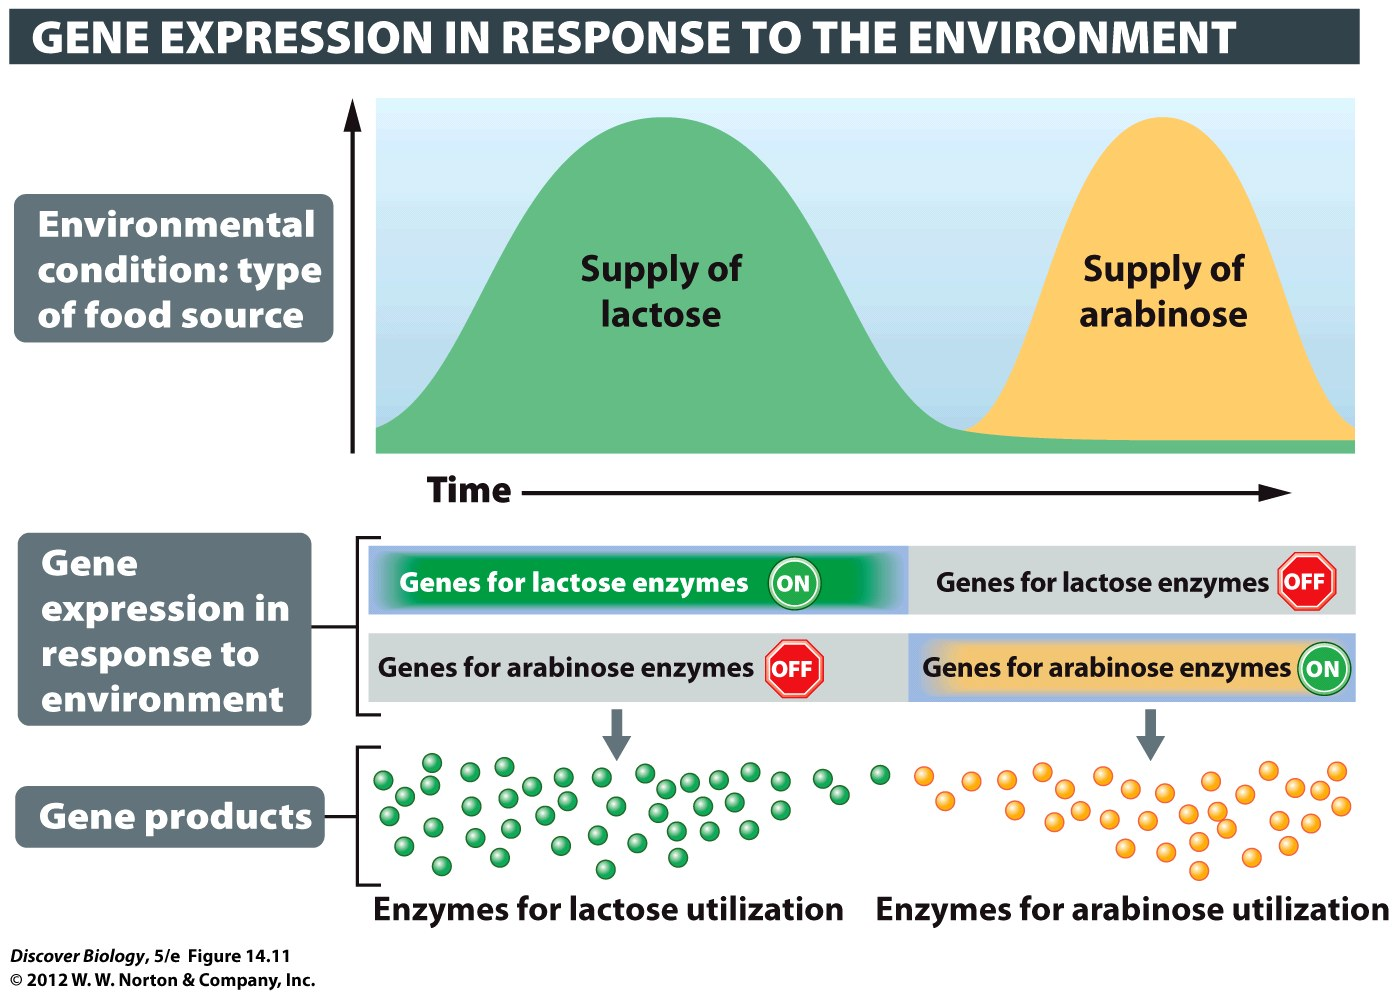 GENE EXPRESSION IN RESPONSE TO THE ENVIRONMENT
Environmental
condition: type
of food source
Supply of
lactose
Supply of
arabinose
Time
Gene
expression in
response to
environment
Genes for lactose enzymes ON
Genes for lactose enzymes OFF
Genes for arabinose enzymes OFF
Genes for arabinose enzymes ON
Gene products
Enzymes for lactose utilization
Enzymes for arabinose utilization
Discover Biology, 5/e Figure 14.11
© 2012 W. W. Norton & Company, Inc.